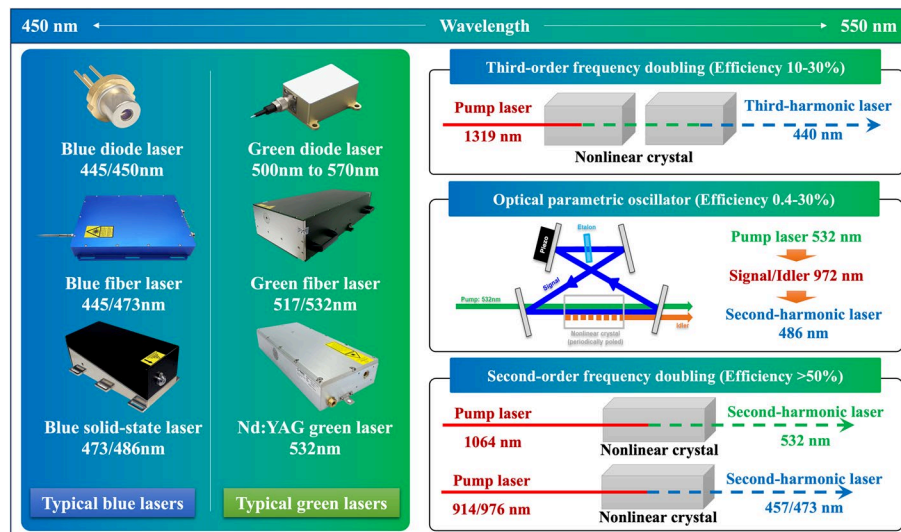 450 nm
Wavelength
550 nm
Blue diode laser
445/450nm
Green diode laser
500nm to 570nm
Blue fiber laser
445/473nm
Green fiber laser
517/532nm
Blue solid-state laser
473/486nm
Nd:YAG green laser
532nm
Typical blue lasers
Typical green lasers
Third-order frequency doubling (Efficiency 10-30%)
Pump laser
1319 nm
Nonlinear crystal
Third-harmonic laser
440 nm
Optical parametric oscillator (Efficiency 0.4-30%)
Piezo
Etalon
Signal
Pump: 532nm
Idler
Nonlinear crystal
(periodically poled)
Pump laser 532 nm
Signal/Idler 972 nm
Second-harmonic laser
486 nm
Second-order frequency doubling (Efficiency >50%)
Pump laser
1064 nm
Nonlinear crystal
Second-harmonic laser
532 nm
Pump laser
914/976 nm
Nonlinear crystal
Second-harmonic laser
457/473 nm